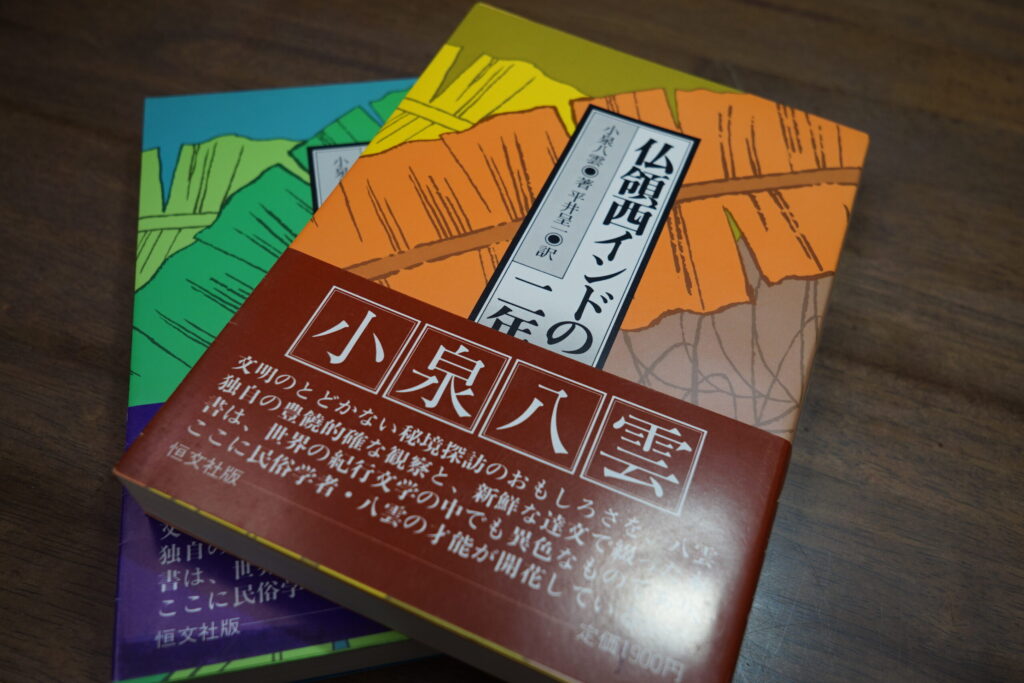 仏領西インドの
二年
小泉八雲◉著 平井呈一◉訳
小泉八雲
文明のとどかない秘境探訪のおもしろさを、八雲
独自の豊饒的確な観察と、新鮮な達文で綴った
書は、世界の紀行文学の中でも異色なもので
ここに民俗学者・八雲の才能が開花してい
恒文社版
定価1900円
小泉
文
独自の
書は、世
ここに民俗学
恒文社版